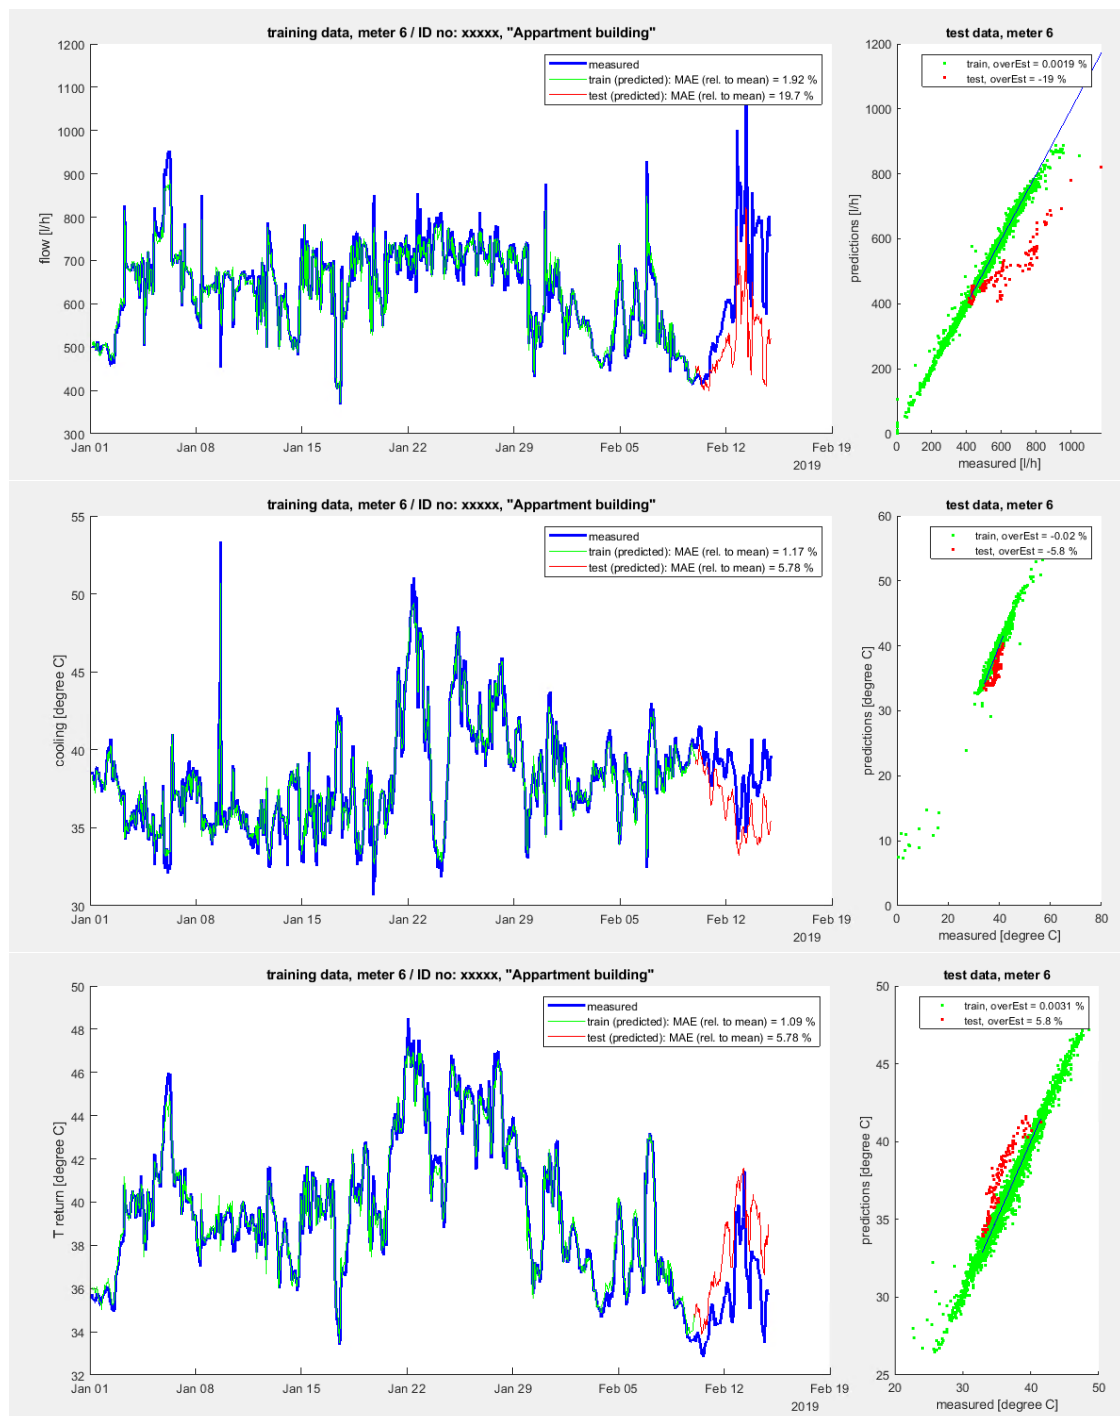 training data, meter 6 / ID no: xxxxx, "Appartment building"
1200
1100
1000
900
800
700
600
500
400
300
flow [l/h]
measured
train (predicted): MAE (rel. to mean) = 1.92 %
test (predicted): MAE (rel. to mean) = 19.7 %
Jan 01 Jan 08 Jan 15 Jan 22 Jan 29 Feb 05 Feb 12 Feb 19
2019
test data, meter 6
1200
1000
800
600
400
200
0
predictions [l/h]
train, overEst = 0.0019 %
test, overEst = -19 %
0 200 400 600 800 1000
measured [l/h]
training data, meter 6 / ID no: xxxxx, "Appartment building"
55
50
45
40
35
30
cooling [degree C]
measured
train (predicted): MAE (rel. to mean) = 1.17 %
test (predicted): MAE (rel. to mean) = 5.78 %
Jan 01 Jan 08 Jan 15 Jan 22 Jan 29 Feb 05 Feb 12 Feb 19
2019
test data, meter 6
60
50
40
30
20
10
0
predictions [degree C]
train, overEst = -0.02 %
test, overEst = -5.8 %
0 20 40 60 80
measured [degree C]
training data, meter 6 / ID no: xxxxx, "Appartment building"
50
48
46
44
42
40
38
36
34
32
T return [degree C]
measured
train (predicted): MAE (rel. to mean) = 1.09 %
test (predicted): MAE (rel. to mean) = 5.78 %
Jan 01 Jan 08 Jan 15 Jan 22 Jan 29 Feb 05 Feb 12 Feb 19
2019
test data, meter 6
50
45
40
35
30
25
predictions [degree C]
train, overEst = 0.0031 %
test, overEst = 5.8 %
20 30 40 50
measured [degree C]